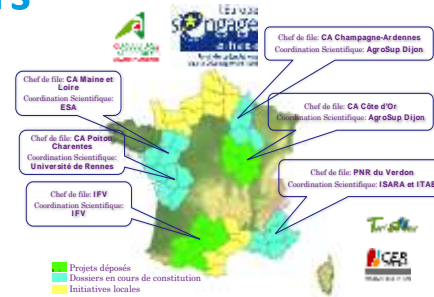 l'Europe
s'engage
Chef de file: CA Champagne-Ardennes
Coordination Scientifique: AgroSup Dijon
Chef de file: CA Maine et
Loire
Coordination Scientifique:
ESA
Chef de file: CA Côte d'Or
Coordination Scientifique: AgroSup Dijon
Chef de file: CA Poitou
Charentes
Coordination Scientifique:
Université de Rennes
Chef de file: PNR du Verdon
Coordination Scientifique: ISARA et ITAB
Chef de file: IFV
Coordination Scientifique:
IFV
Projets déposés
Dossiers en cours de constitution
Initiatives locales